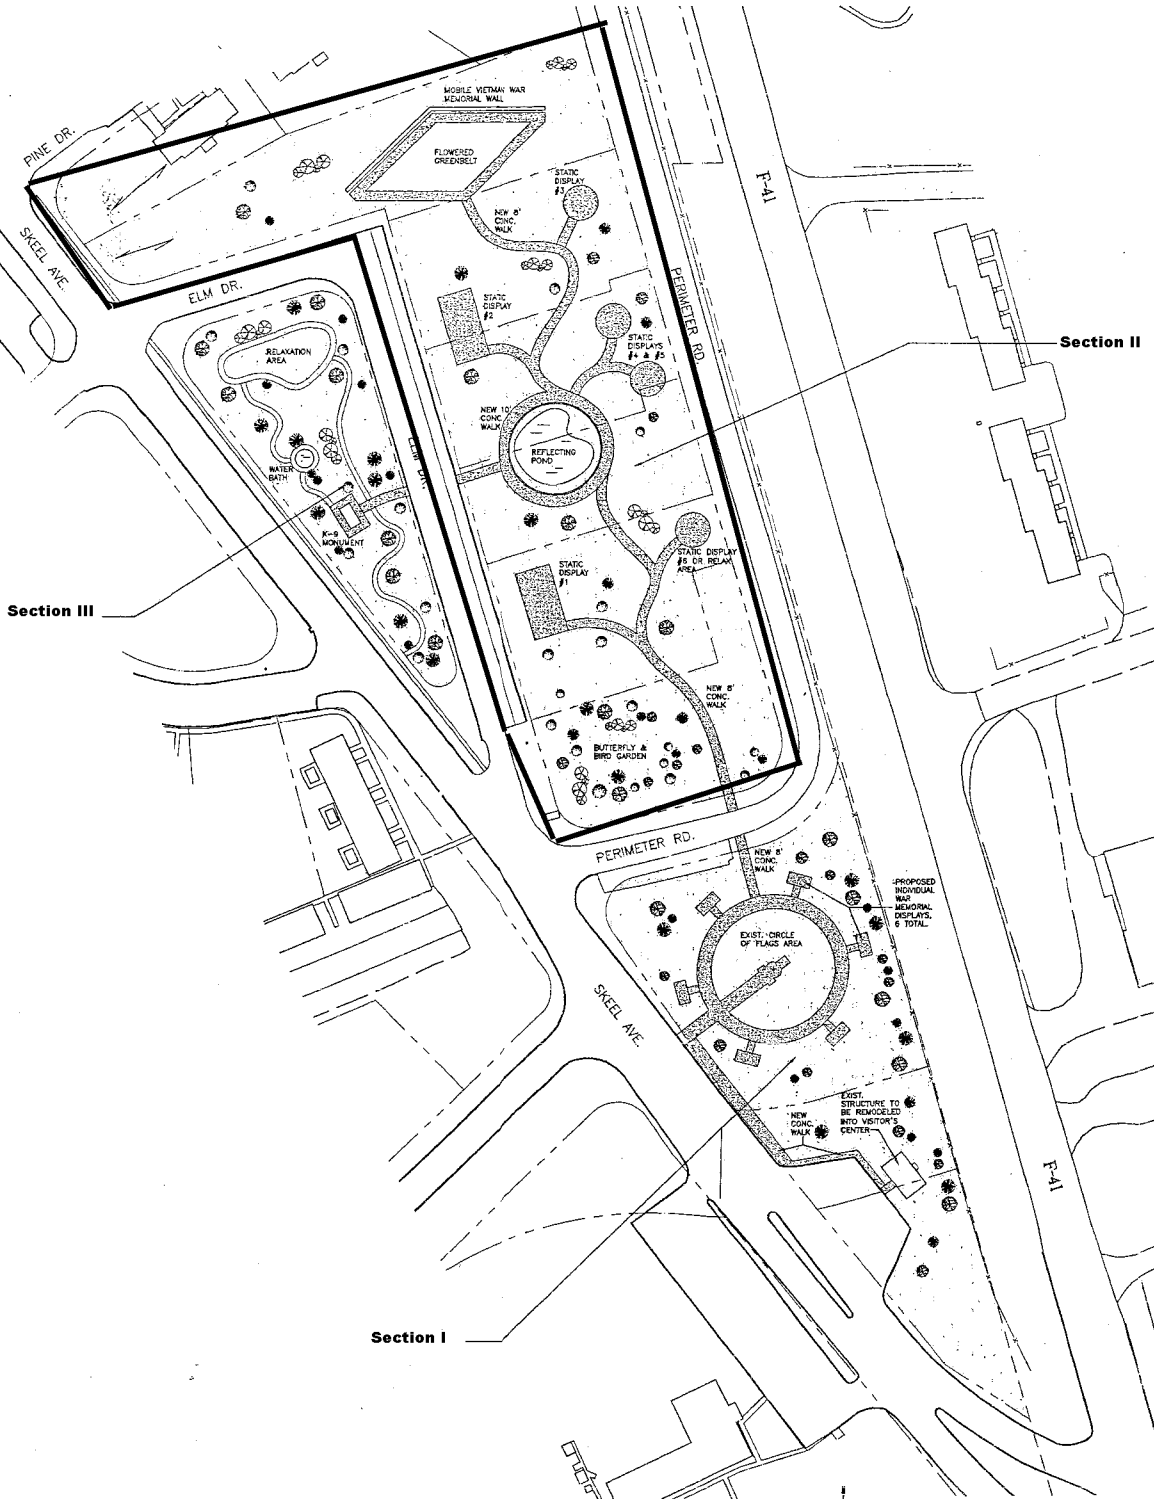 MOBILE VIETMAN WAR
MEMORIAL WALL
PINE DR.
FLOWERED
GREENBELT
STATIC
DISPLAY
#3
F-41
NEW 8'
CONC.
WALK
SKEEL AVE.
ELM DR.
PERIMETER RD.
STATIC
DISPLAY
#2
STATIC
DISPLAYS
#4 & #5
Section II
RELAXATION
AREA
NEW 10'
CONC.
WALK
REFLECTING
POND
ELM DR.
WATER
BATH
K-9
MONUMENT
STATIC DISPLAY
#6 OR RELAX
AREA
STATIC
DISPLAY
#1
Section III
NEW 8'
CONC.
WALK
BUTTERFLY &
BIRD GARDEN
PERIMETER RD.
NEW 8'
CONC.
WALK
PROPOSED
INDIVIDUAL
WAR
MEMORIAL
DISPLAYS,
6 TOTAL.
EXIST. CIRCLE
OF FLAGS AREA
SKEEL AVE.
EXIST.
STRUCTURE TO
BE REMODELED
INTO VISITOR'S
CENTER
NEW
CONC.
WALK
F-41
Section I